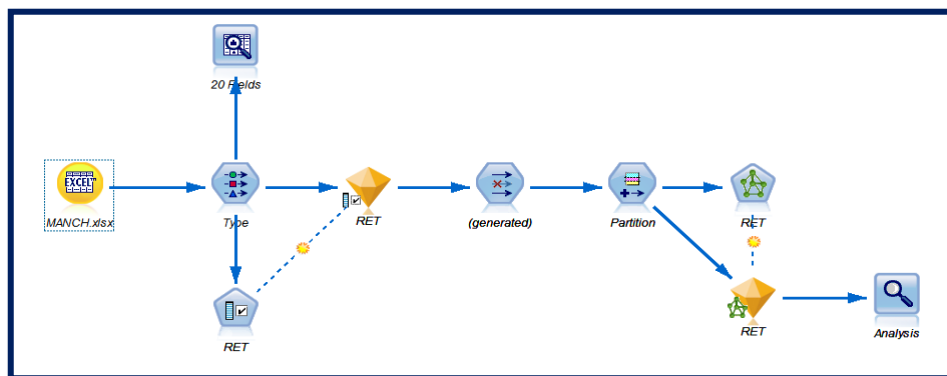 20 Fields
EXCEL
MANCH.xlsx
Type
RET
(generated)
Partition
RET
RET
RET
Analysis